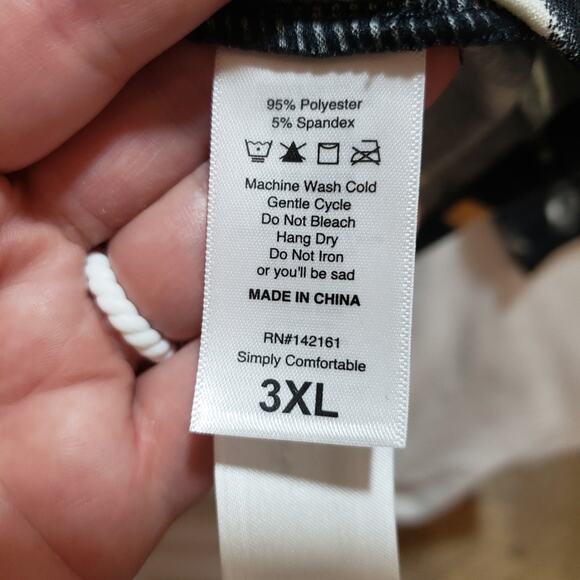 95% Polyester
5% Spandex
Machine Wash Cold
Gentle Cycle
Do Not Bleach
Hang Dry
Do Not Iron
or you'll be sad
MADE IN CHINA
RN#142161
Simply Comfortable
3XL